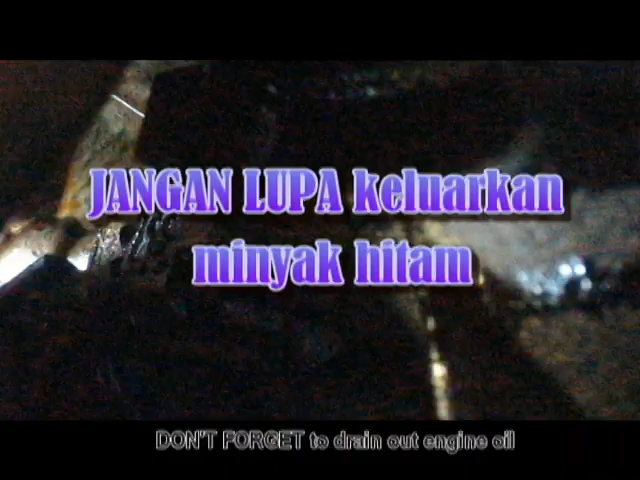 JANGAN LUPA keluarkan
minyak hitam
DON'T FORGET to drain out engine oil